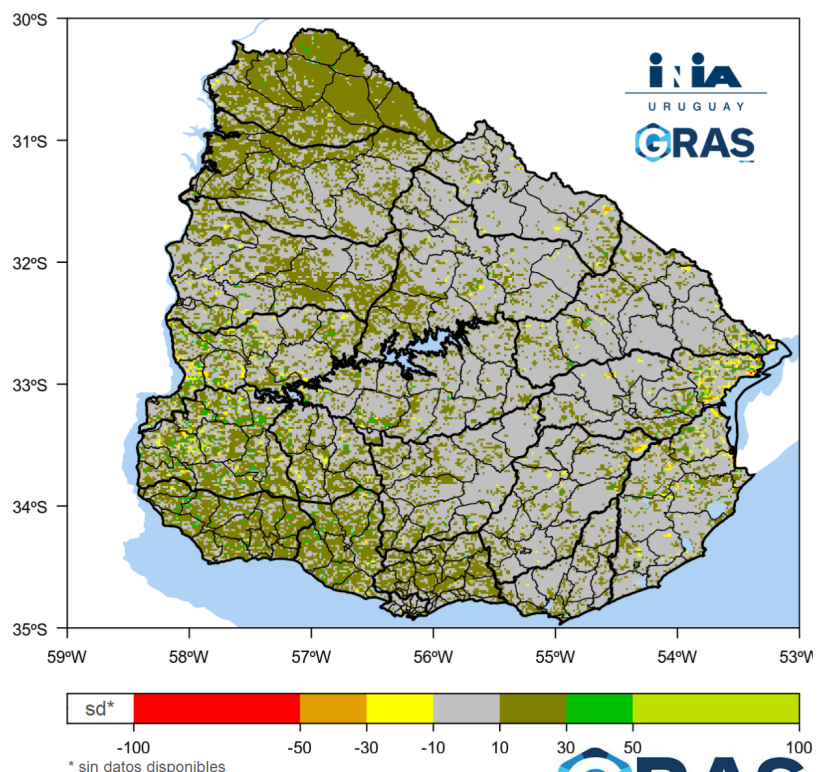 30ºS
31ºS
32ºS
33ºS
34ºS
35ºS
59ºW 58ºW 57ºW 56ºW 55ºW 54ºW 53ºW
iNiA
URUGUAY
GRAS
sd*
-100 -50 -30 -10 10 30 50 100
* sin datos disponibles
GRAS